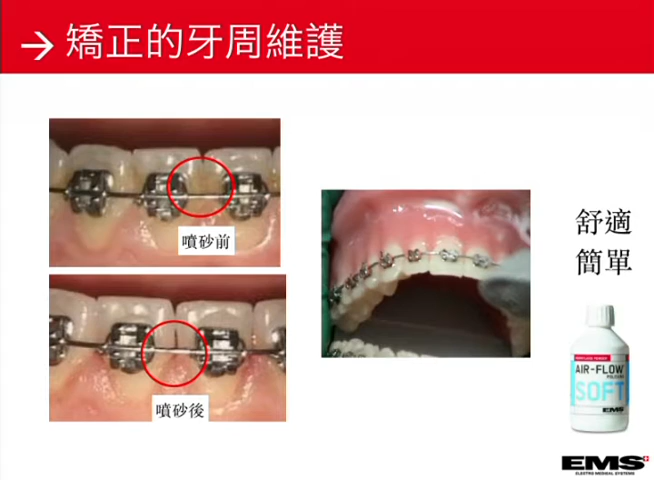 → 矯正的牙周維護
噴砂前
噴砂後
舒適
簡單
AIR-FLOW
SOFT
EMS
EMS
ELECTRO MEDICAL SYSTEMS